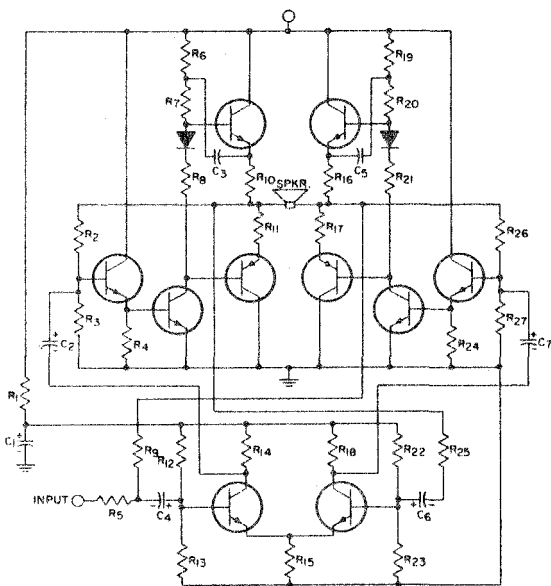 R6
R19
R7
R20
C3
C5
R8
R10
SPKR
R16
R21
R2
R11
R17
R26
R3
R4
R24
R27
C2
C7
R1
C1
R9
R12
R14
R18
R22
R25
INPUT
R5
C4
C6
R13
R15
R23